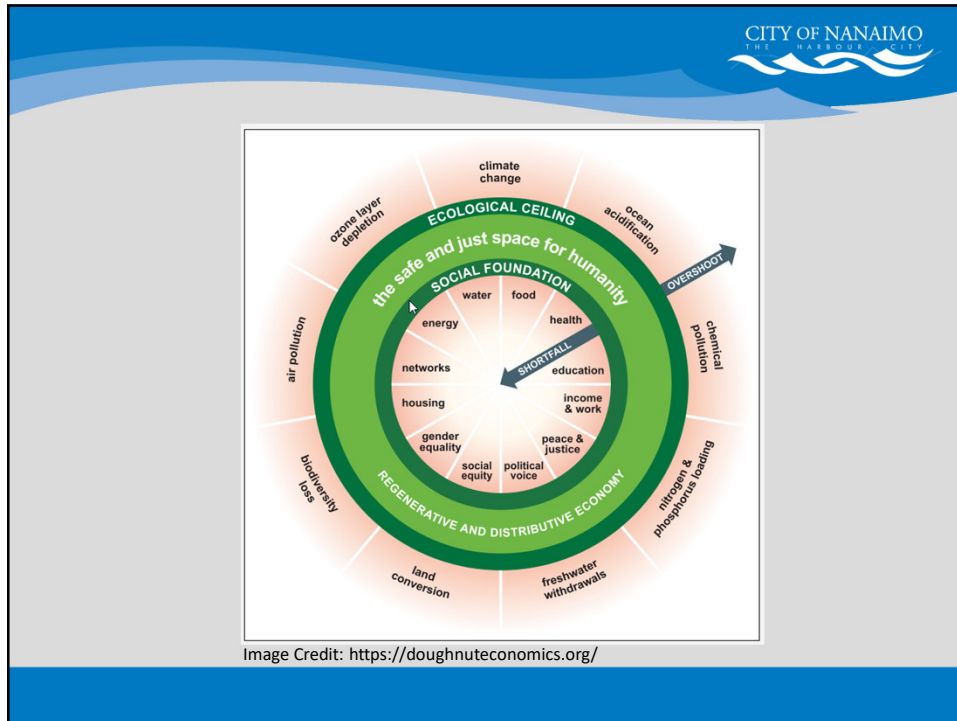 CITY OF NANAIMO
THE HARBOUR CITY
climate
change
ocean
acidification
chemical
pollution
nitrogen &
phosphorus loading
freshwater
withdrawals
land
conversion
biodiversity
loss
air pollution
ozone layer
depletion
OVERSHOOT
ECOLOGICAL CEILING
the safe and just space for humanity
SOCIAL FOUNDATION
water
food
health
SHORTFALL
education
income
& work
peace &
justice
political
voice
social
equity
gender
equality
housing
networks
energy
REGENERATIVE AND DISTRIBUTIVE ECONOMY
Image Credit: https://doughnuteconomics.org/